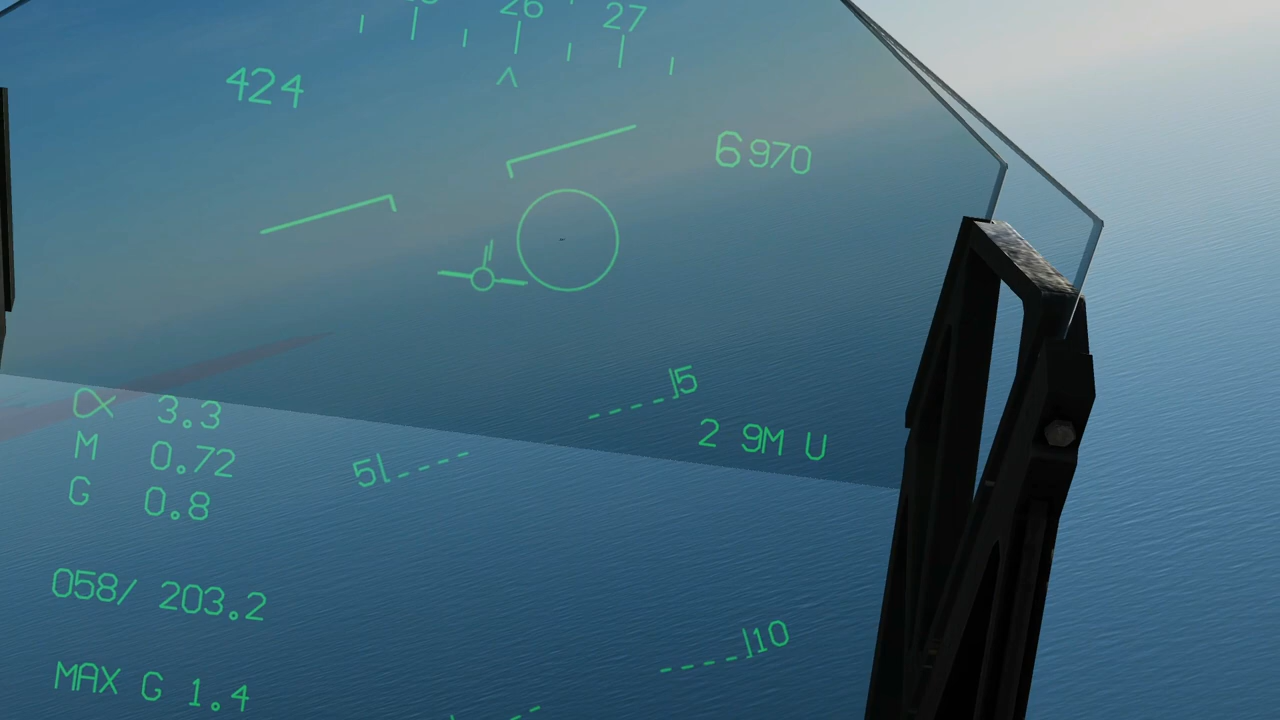 26 27
424
6970
α 3.3
M 0.72
G 0.8
5 5
2 9M U
058/ 203.2
10
MAX G 1.4